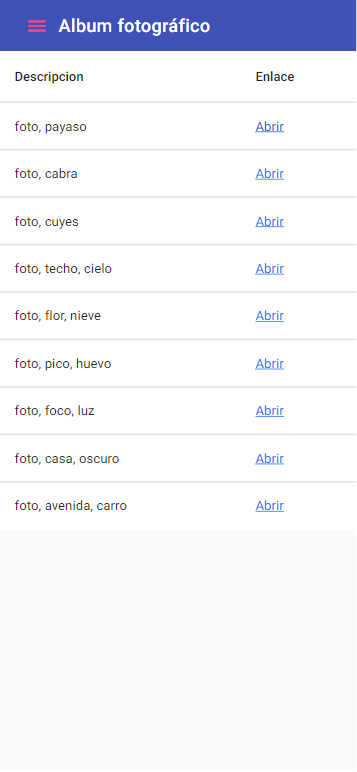 Album fotográfico
Descripcion Enlace
foto, payaso Abrir
foto, cabra Abrir
foto, cuyes Abrir
foto, techo, cielo Abrir
foto, flor, nieve Abrir
foto, pico, huevo Abrir
foto, foco, luz Abrir
foto, casa, oscuro Abrir
foto, avenida, carro Abrir